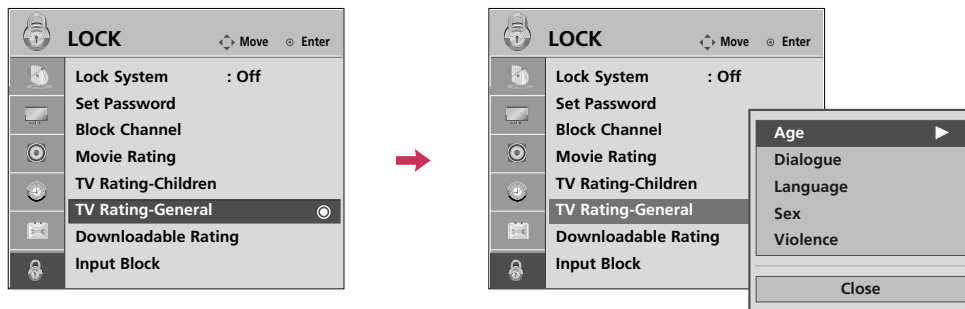 LOCK Move Enter
Lock System : Off
Set Password
Block Channel
Movie Rating
TV Rating-Children
TV Rating-General
Downloadable Rating
Input Block
LOCK Move Enter
Lock System : Off
Set Password
Block Channel
Movie Rating
TV Rating-Children
TV Rating-General
Downloadable Rating
Input Block
Age
Dialogue
Language
Sex
Violence
Close